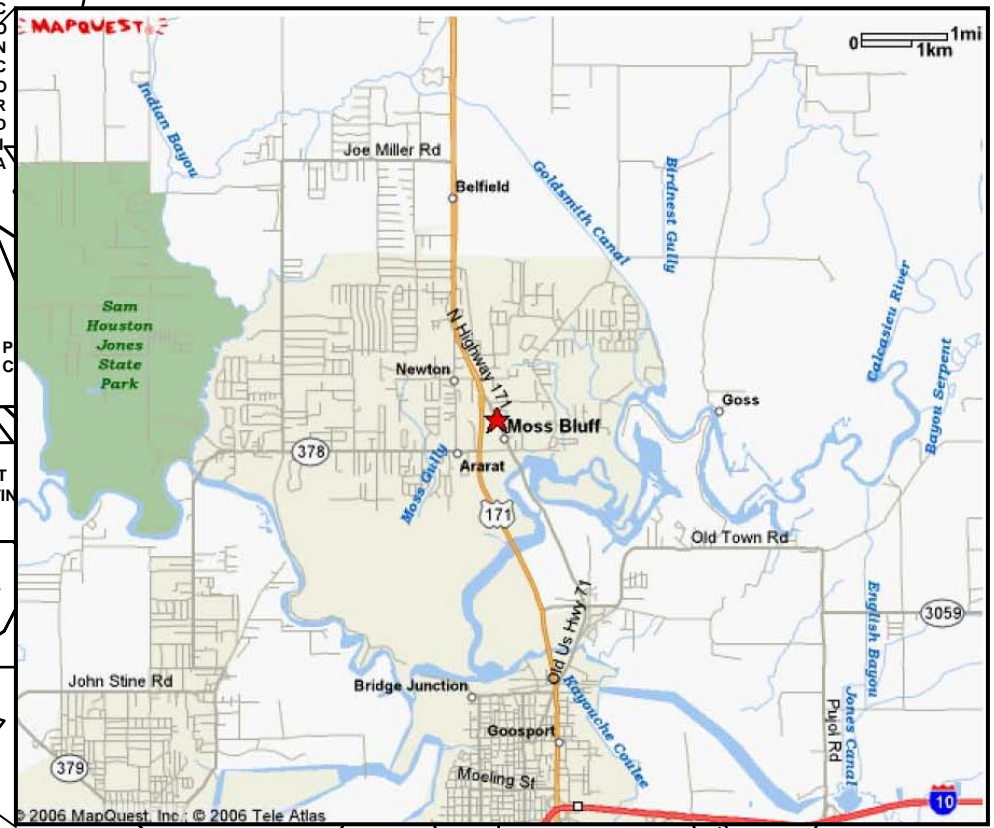 MAPQUEST
0 1mi
1km
Indian Bayou
Joe Miller Rd
Belfield
Goldsmith Canal
Birdnest Gully
Sam
Houston
Jones
State
Park
N Highway 171
Calcasieu River
Bayou Serpent
Newton
Goss
Moss Bluff
378
Moss Gully
Ararat
171
Old Town Rd
Old Us Hwy 71
English Bayou
3059
John Stine Rd
Bridge Junction
Kayouche Coulee
Pujol Rd
Jones Canal
Goosport
379
Moeling St
10
© 2006 MapQuest, Inc.; © 2006 Tele Atlas
C
O
N
C
O
R
D
I
A
P
C
T
TIN